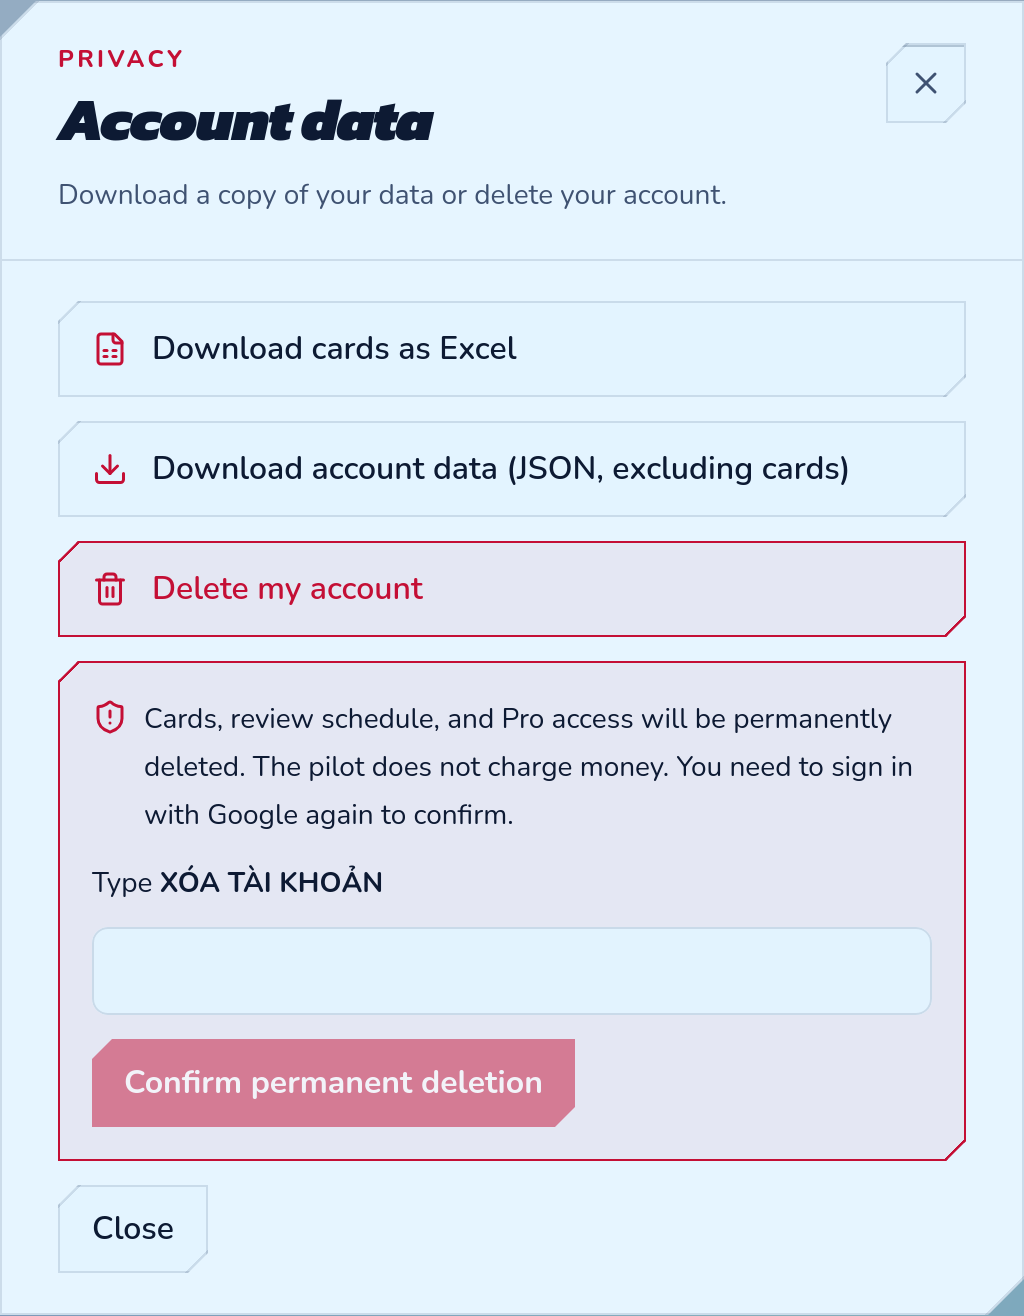 PRIVACY
Account data
Download a copy of your data or delete your account.
Download cards as Excel
Download account data (JSON, excluding cards)
Delete my account
Cards, review schedule, and Pro access will be permanently
deleted. The pilot does not charge money. You need to sign in
with Google again to confirm.
Type XÓA TÀI KHOẢN
Confirm permanent deletion
Close